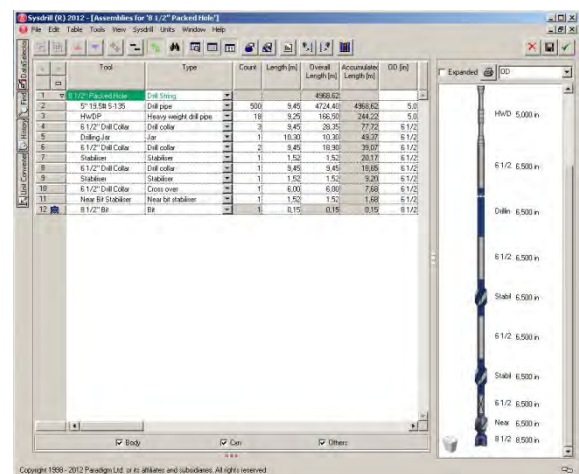 Sysdrill (R) 2012 - [Assemblies for '8 1/2" Packed Hole']
File Edit Table Tools View Sysdrill Units Window Help
Tool Type Count Length [m] Overall Length [m] Accumulated Length [m] OD [in]
1 8 1/2" Packed Hole Drill String 4968,62
2 5" 19.5# S-135 Drill pipe 500 9,45 4724,40 4968,62 5,0
3 HWDP Heavy weight drill pipe 18 9,25 166,50 244,22 5,0
4 6 1/2" Drill Collar Drill collar 3 9,45 28,35 77,72 6 1/2
5 Drilling Jar Jar 1 10,30 10,30 49,37 6 1/2
6 6 1/2" Drill Collar Drill collar 2 9,45 18,90 39,07 6 1/2
7 Stabiliser Stabiliser 1 1,52 1,52 20,17 6 1/2
8 6 1/2" Drill Collar Drill collar 1 9,45 9,45 18,65 6 1/2
9 Stabiliser Stabiliser 1 1,52 1,52 9,20 6 1/2
10 6 1/2" Drill Collar Cross over 1 6,00 6,00 7,68 6 1/2
11 Near Bit Stabiliser Near bit stabiliser 1 1,52 1,52 1,68 6 1/2
12 8 1/2" Bit Bit 1 0,15 0,15 0,15 8 1/2
Body
Con
Others
Expanded
OD
HWD 5,000 in
6 1/2 6,500 in
Drillin 6,500 in
6 1/2 6,500 in
Stabil 6,500 in
6 1/2 6,500 in
Stabil 6,500 in
6 1/2 6,500 in
Near 6,500 in
8 1/2 8,500 in
DataSelector
Find
History
Unit Converter
Copyright 1998 - 2012 Paradigm Ltd. or its affiliates and subsidiaries. All rights reserved